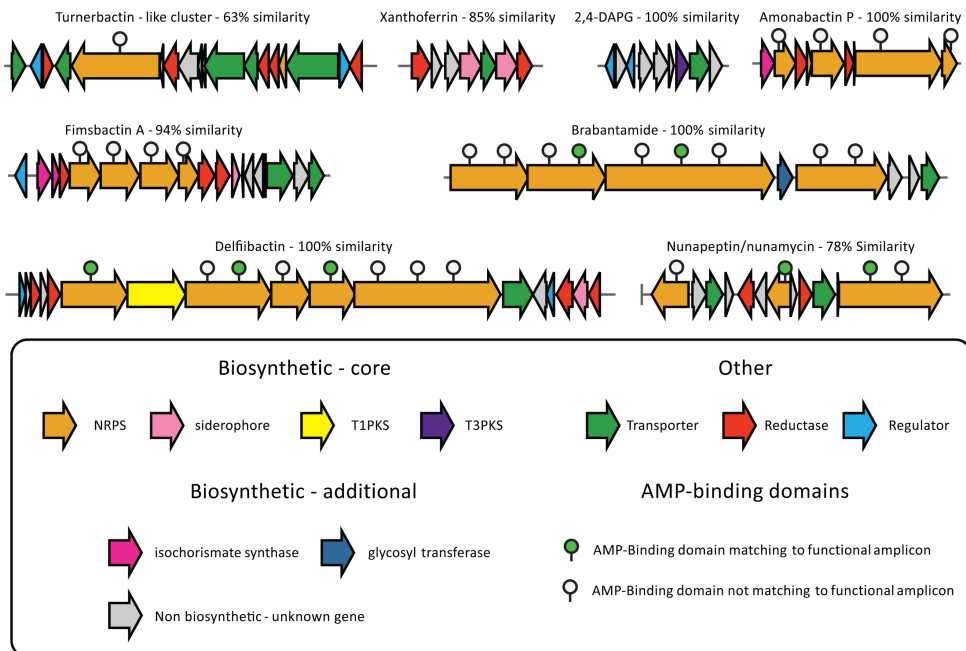 Turnerbactin - like cluster - 63% similarity
Xanthoferrin - 85% similarity
2,4-DAPG - 100% similarity
Amonabactin P - 100% similarity
Fimsbactin A - 94% similarity
Brabantamide - 100% similarity
Delfiibactin - 100% similarity
Nunapeptin/nunamycin - 78% Similarity
Biosynthetic - core
Other
NRPS
siderophore
T1PKS
T3PKS
Transporter
Reductase
Regulator
Biosynthetic - additional
AMP-binding domains
isochorismate synthase
glycosyl transferase
AMP-Binding domain matching to functional amplicon
AMP-Binding domain not matching to functional amplicon
Non biosynthetic - unknown gene